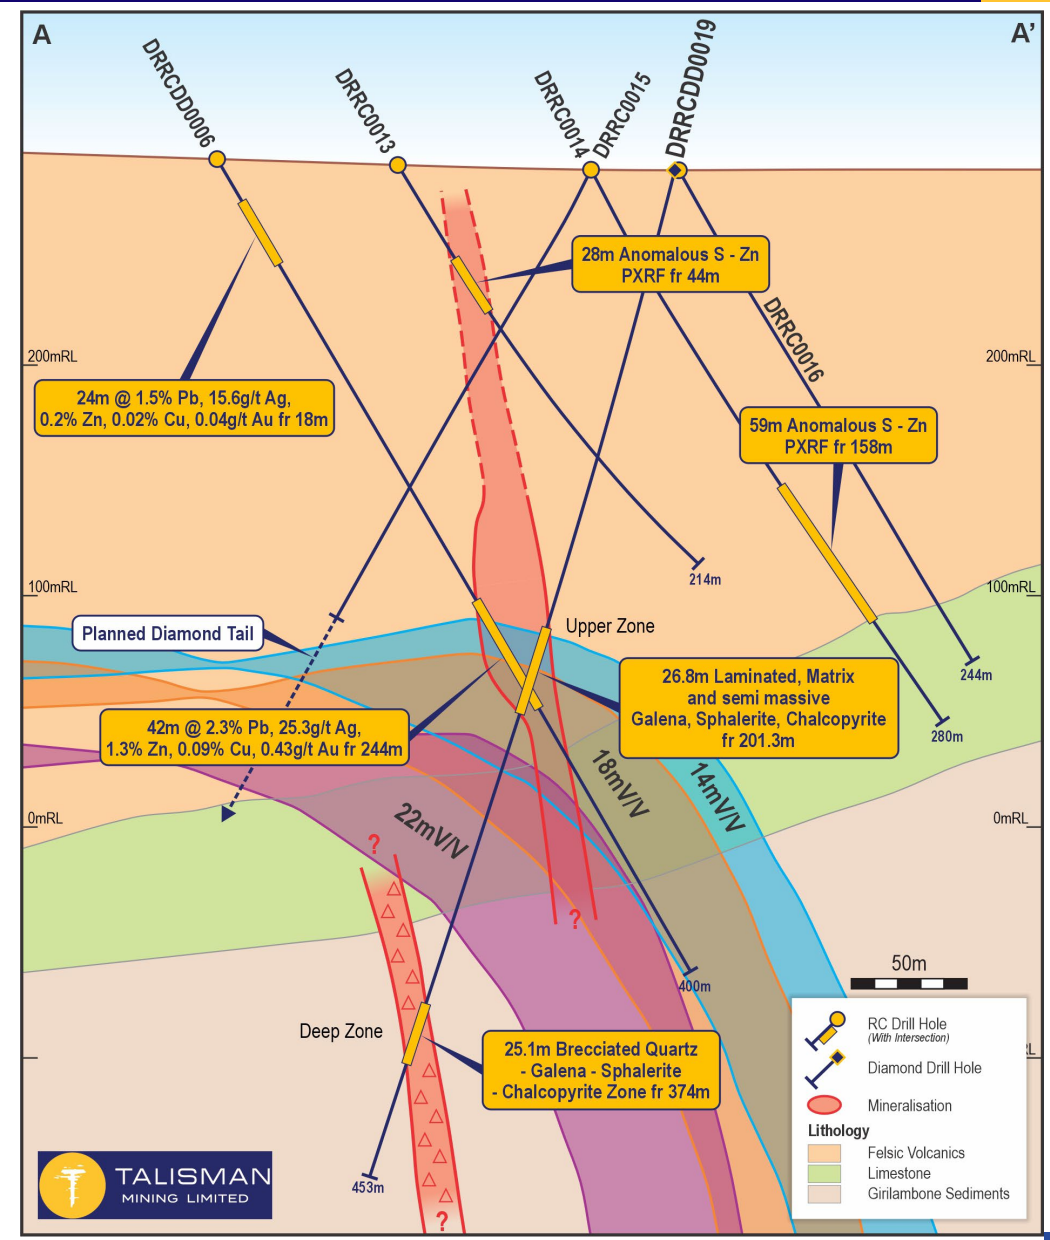 A
A'
DRRCDD0006
DRRC0013
DRRC0014
DRRC0015
DRRCDD0019
28m Anomalous S - Zn
PXRF fr 44m
DRRC0016
200mRL
200mRL
24m @ 1.5% Pb, 15.6g/t Ag,
0.2% Zn, 0.02% Cu, 0.04g/t Au fr 18m
59m Anomalous S - Zn
PXRF fr 158m
214m
100mRL
100mRL
Planned Diamond Tail
Upper Zone
26.8m Laminated, Matrix
and semi massive
Galena, Sphalerite, Chalcopyrite
fr 201.3m
244m
280m
42m @ 2.3% Pb, 25.3g/t Ag,
1.3% Zn, 0.09% Cu, 0.43g/t Au fr 244m
18mV/V
14mV/V
22mV/V
0mRL
0mRL
?
?
400m
50m
Deep Zone
25.1m Brecciated Quartz
- Galena - Sphalerite
- Chalcopyrite Zone fr 374m
453m
?
RC Drill Hole
(With Intersection)
Diamond Drill Hole
Mineralisation
Lithology
Felsic Volcanics
Limestone
Girilambone Sediments
TALISMAN
MINING LIMITED